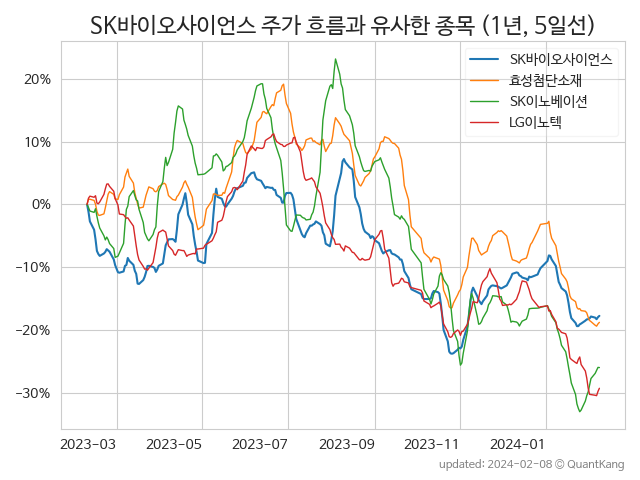 SK바이오사이언스 주가 흐름과 유사한 종목 (1년, 5일선)
SK바이오사이언스
효성첨단소재
SK이노베이션
LG이노텍
20%
10%
0%
−10%
−20%
−30%
2023-03
2023-05
2023-07
2023-09
2023-11
2024-01
updated: 2024-02-08 © QuantKang